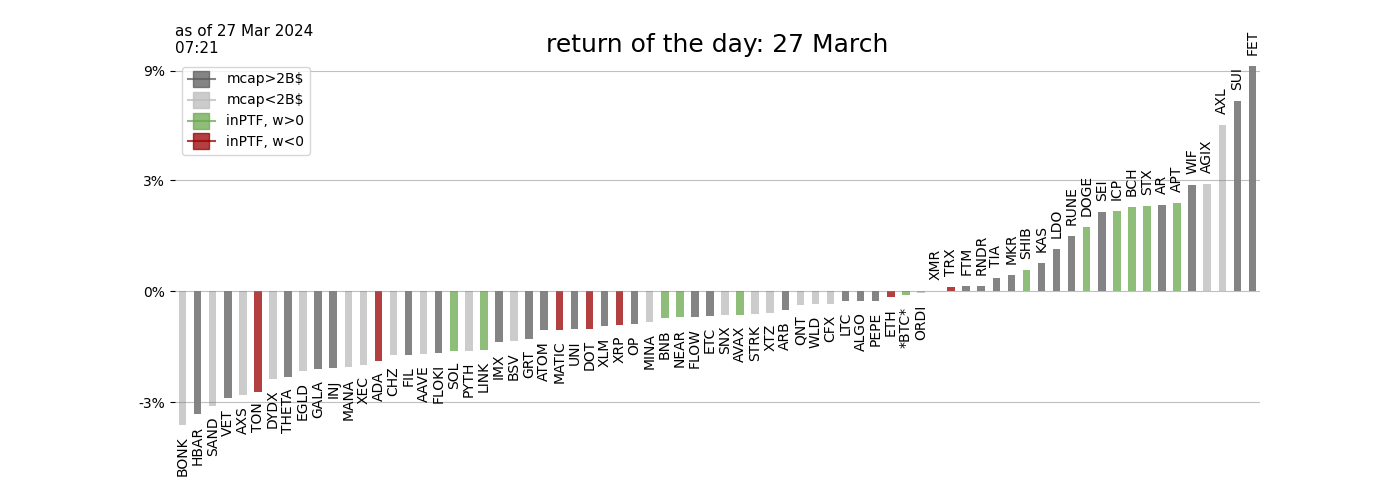 as of 27 Mar 2024
07:21
return of the day: 27 March
mcap>2B$
mcap<2B$
inPTF, w>0
inPTF, w<0
9%
3%
0%
-3%
BONK
HBAR
SAND
VET
AXS
TON
DYDX
THETA
EGLD
GALA
INJ
MANA
XEC
ADA
CHZ
FIL
AAVE
FLOKI
SOL
PYTH
LINK
IMX
BSV
GRT
ATOM
MATIC
UNI
DOT
XLM
XRP
OP
MINA
BNB
NEAR
FLOW
ETC
SNX
AVAX
STRK
XTZ
ARB
QNT
WLD
CFX
LTC
ALGO
PEPE
ETH
*BTC*
ORDI
XMR
TRX
FTM
RNDR
TIA
MKR
SHIB
KAS
LDO
RUNE
DOGE
SEI
ICP
BCH
STX
AR
APT
WIF
AGIX
AXL
SUI
FET